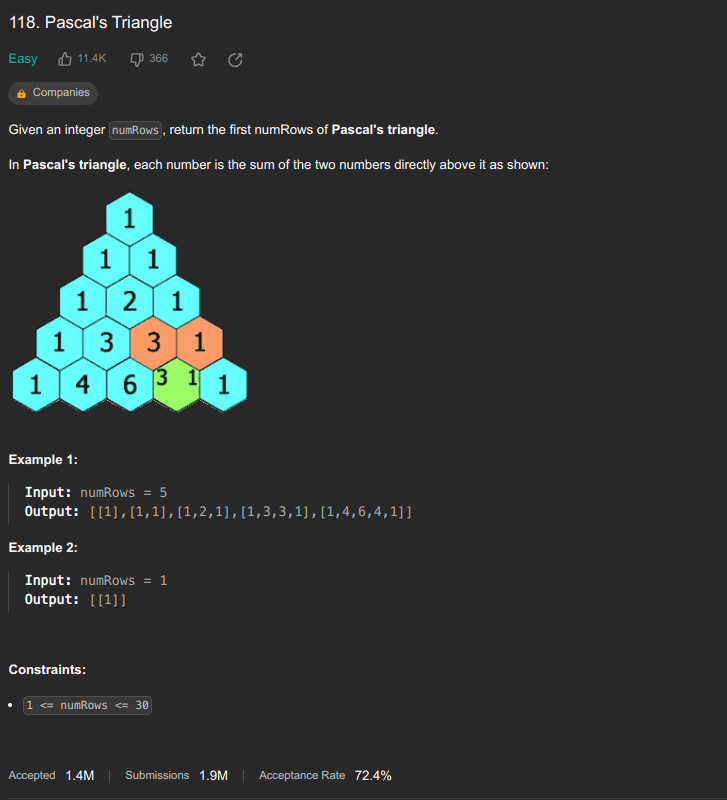 118. Pascal's Triangle
Easy 11.4K 366
Companies
Given an integer numRows, return the first numRows of Pascal's triangle.
In Pascal's triangle, each number is the sum of the two numbers directly above it as shown:
1
1 1
1 2 1
1 3 3 1
1 4 6 3 1 1
Example 1:
Input: numRows = 5
Output: [[1],[1,1],[1,2,1],[1,3,3,1],[1,4,6,4,1]]
Example 2:
Input: numRows = 1
Output: [[1]]
Constraints:
• 1 <= numRows <= 30
Accepted 1.4M Submissions 1.9M Acceptance Rate 72.4%